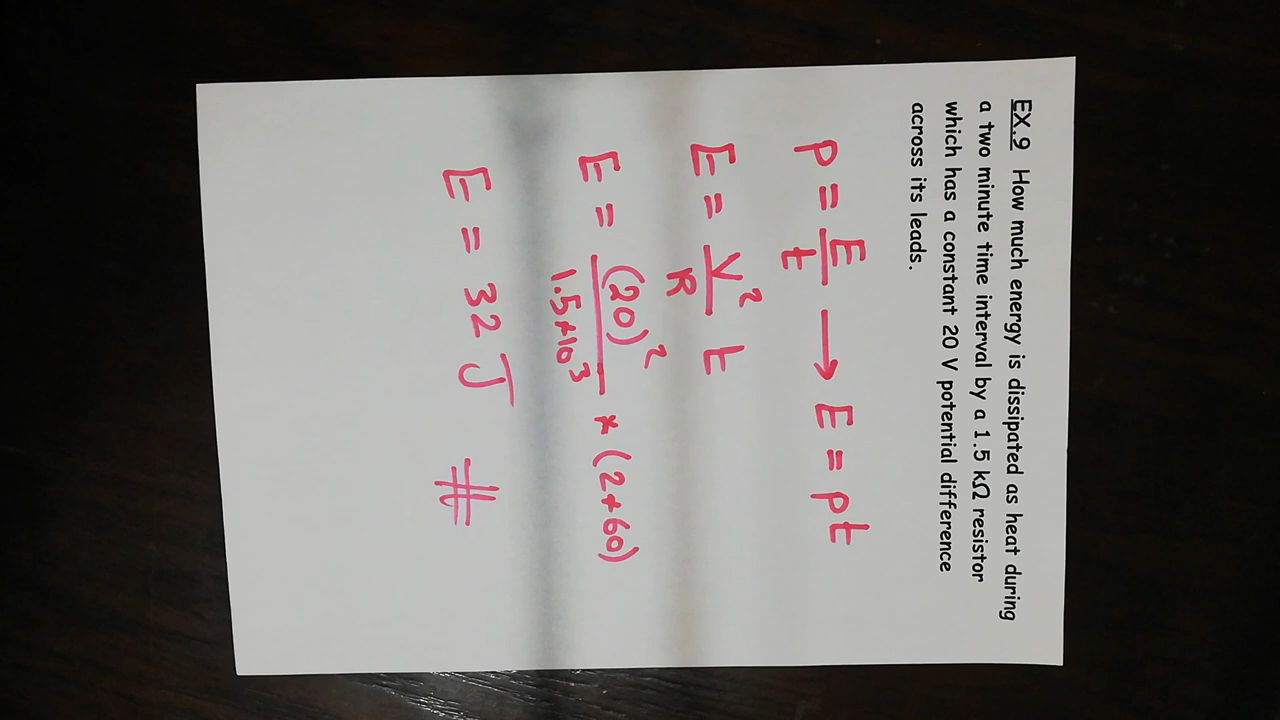 EX.9 How much energy is dissipated as heat during
a two minute time interval by a 1.5 kΩ resistor
which has a constant 20 V potential difference
across its leads.
P = E/t → E = pt
E = V²/R t
E = (20)²/1.5*10³ * (2*60)
E = 32 J #